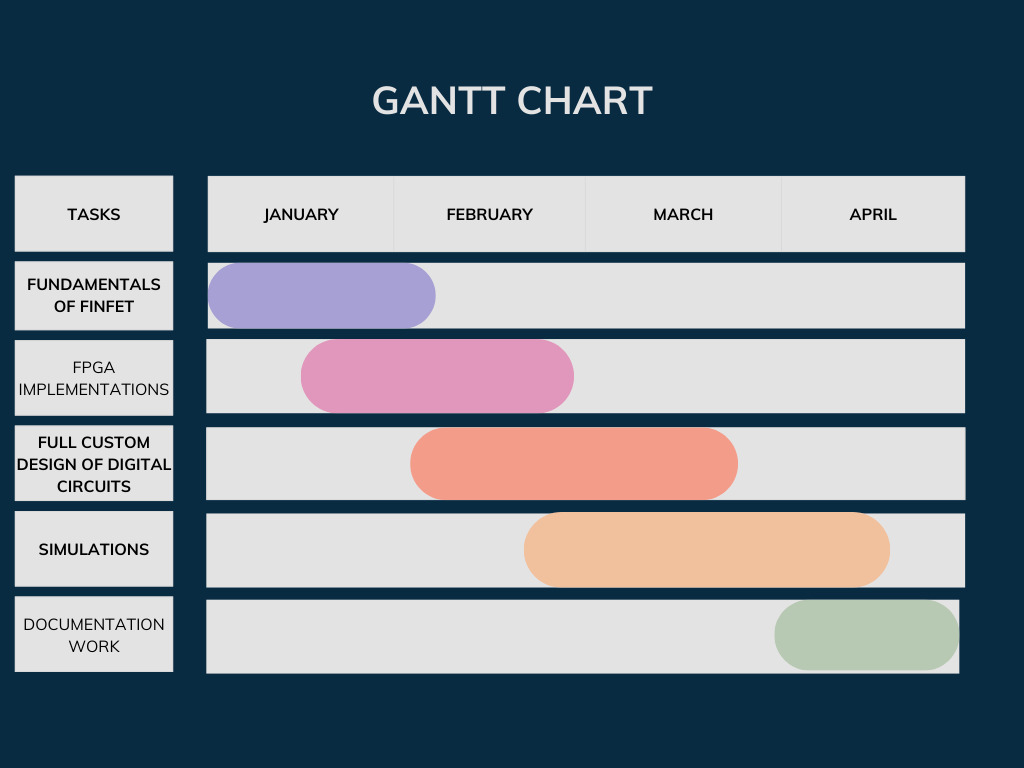 GANTT CHART
TASKS
JANUARY
FEBRUARY
MARCH
APRIL
FUNDAMENTALS
OF FINFET
FPGA
IMPLEMENTATIONS
FULL CUSTOM
DESIGN OF DIGITAL
CIRCUITS
SIMULATIONS
DOCUMENTATION
WORK